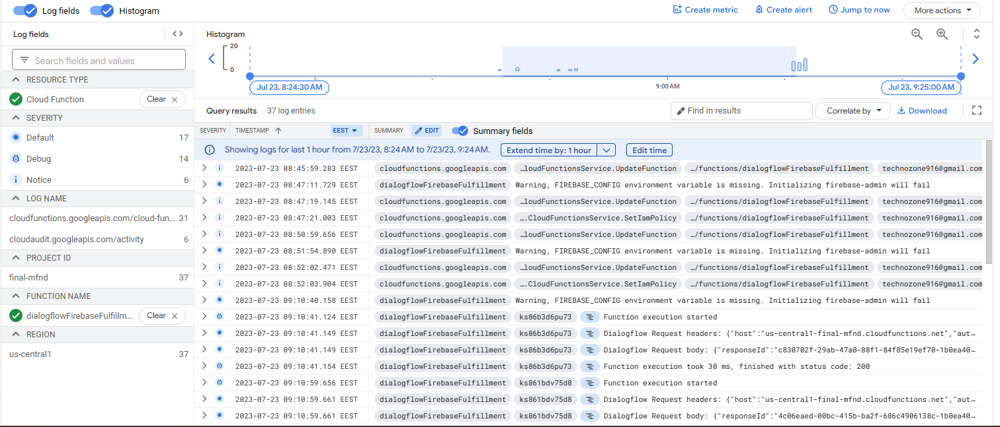 Log fields Histogram Create metric Create alert Jump to now More actions
Log fields
Search fields and values
RESOURCE TYPE
Cloud Function Clear
SEVERITY
Default 17
Debug 14
Notice 6
LOG NAME
cloudfunctions.googleapis.com/cloud-fun... 31
cloudaudit.googleapis.com/activity 6
PROJECT ID
final-mfnd 37
FUNCTION NAME
dialogflowFirebaseFulfillm... Clear
REGION
us-central1 37
Histogram
20
0
Jul 23, 8:24:30 AM 9:00 AM Jul 23, 9:25:00 AM
Query results 37 log entries Find in results Correlate by Download
SEVERITY TIMESTAMP EEST SUMMARY EDIT Summary fields
Showing logs for last 1 hour from 7/23/23, 8:24 AM to 7/23/23, 9:24 AM. Extend time by: 1 hour Edit time
2023-07-23 08:45:59.283 EEST cloudfunctions.googleapis.com …loudFunctionsService.UpdateFunction …/functions/dialogflowFirebaseFulfillment technozone916@gmail.com
2023-07-23 08:47:11.729 EEST dialogflowFirebaseFulfillment Warning, FIREBASE_CONFIG environment variable is missing. Initializing firebase-admin will fail
2023-07-23 08:47:19.145 EEST cloudfunctions.googleapis.com …loudFunctionsService.UpdateFunction …/functions/dialogflowFirebaseFulfillment technozone916@gmail.com
2023-07-23 08:47:21.003 EEST cloudfunctions.googleapis.com ….CloudFunctionsService.SetIamPolicy …/functions/dialogflowFirebaseFulfillment technozone916@gmail.com
2023-07-23 08:50:59.656 EEST cloudfunctions.googleapis.com …loudFunctionsService.UpdateFunction …/functions/dialogflowFirebaseFulfillment technozone916@gmail.com
2023-07-23 08:51:54.890 EEST dialogflowFirebaseFulfillment Warning, FIREBASE_CONFIG environment variable is missing. Initializing firebase-admin will fail
2023-07-23 08:52:02.471 EEST cloudfunctions.googleapis.com …loudFunctionsService.UpdateFunction …/functions/dialogflowFirebaseFulfillment technozone916@gmail.com
2023-07-23 08:52:03.904 EEST cloudfunctions.googleapis.com ….CloudFunctionsService.SetIamPolicy …/functions/dialogflowFirebaseFulfillment technozone916@gmail.com
2023-07-23 09:10:40.158 EEST dialogflowFirebaseFulfillment Warning, FIREBASE_CONFIG environment variable is missing. Initializing firebase-admin will fail
2023-07-23 09:10:41.124 EEST dialogflowFirebaseFulfillment ks86b3d6pu73 Function execution started
2023-07-23 09:10:41.149 EEST dialogflowFirebaseFulfillment ks86b3d6pu73 Dialogflow Request headers: {"host":"us-central1-final-mfnd.cloudfunctions.net","aut…
2023-07-23 09:10:41.149 EEST dialogflowFirebaseFulfillment ks86b3d6pu73 Dialogflow Request body: {"responseId":"c830702f-29ab-47a0-88f1-84f85e19ef70-1b0ea40…
2023-07-23 09:10:41.154 EEST dialogflowFirebaseFulfillment ks86b3d6pu73 Function execution took 30 ms, finished with status code: 200
2023-07-23 09:10:59.656 EEST dialogflowFirebaseFulfillment ks861bdv75d8 Function execution started
2023-07-23 09:10:59.661 EEST dialogflowFirebaseFulfillment ks861bdv75d8 Dialogflow Request headers: {"host":"us-central1-final-mfnd.cloudfunctions.net","aut…
2023-07-23 09:10:59.661 EEST dialogflowFirebaseFulfillment ks861bdv75d8 Dialogflow Request body: {"responseId":"4c06eaed-00bc-415b-ba2f-686c4906138c-1b0ea40…